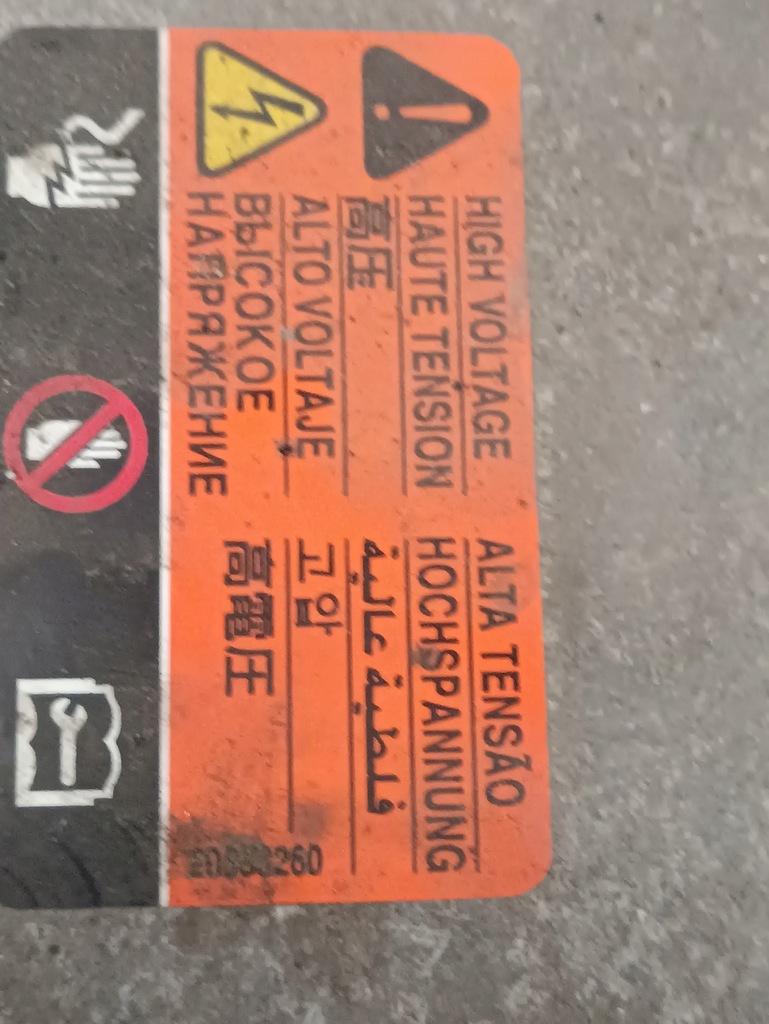 HIGH VOLTAGE
HAUTE TENSION
高压
ALTO VOLTAJE
ВЫСОКОЕ
НАПРЯЖЕНИЕ
ALTA TENSÃO
HOCHSPANNUNG
فلطية عالية
고압
高電圧